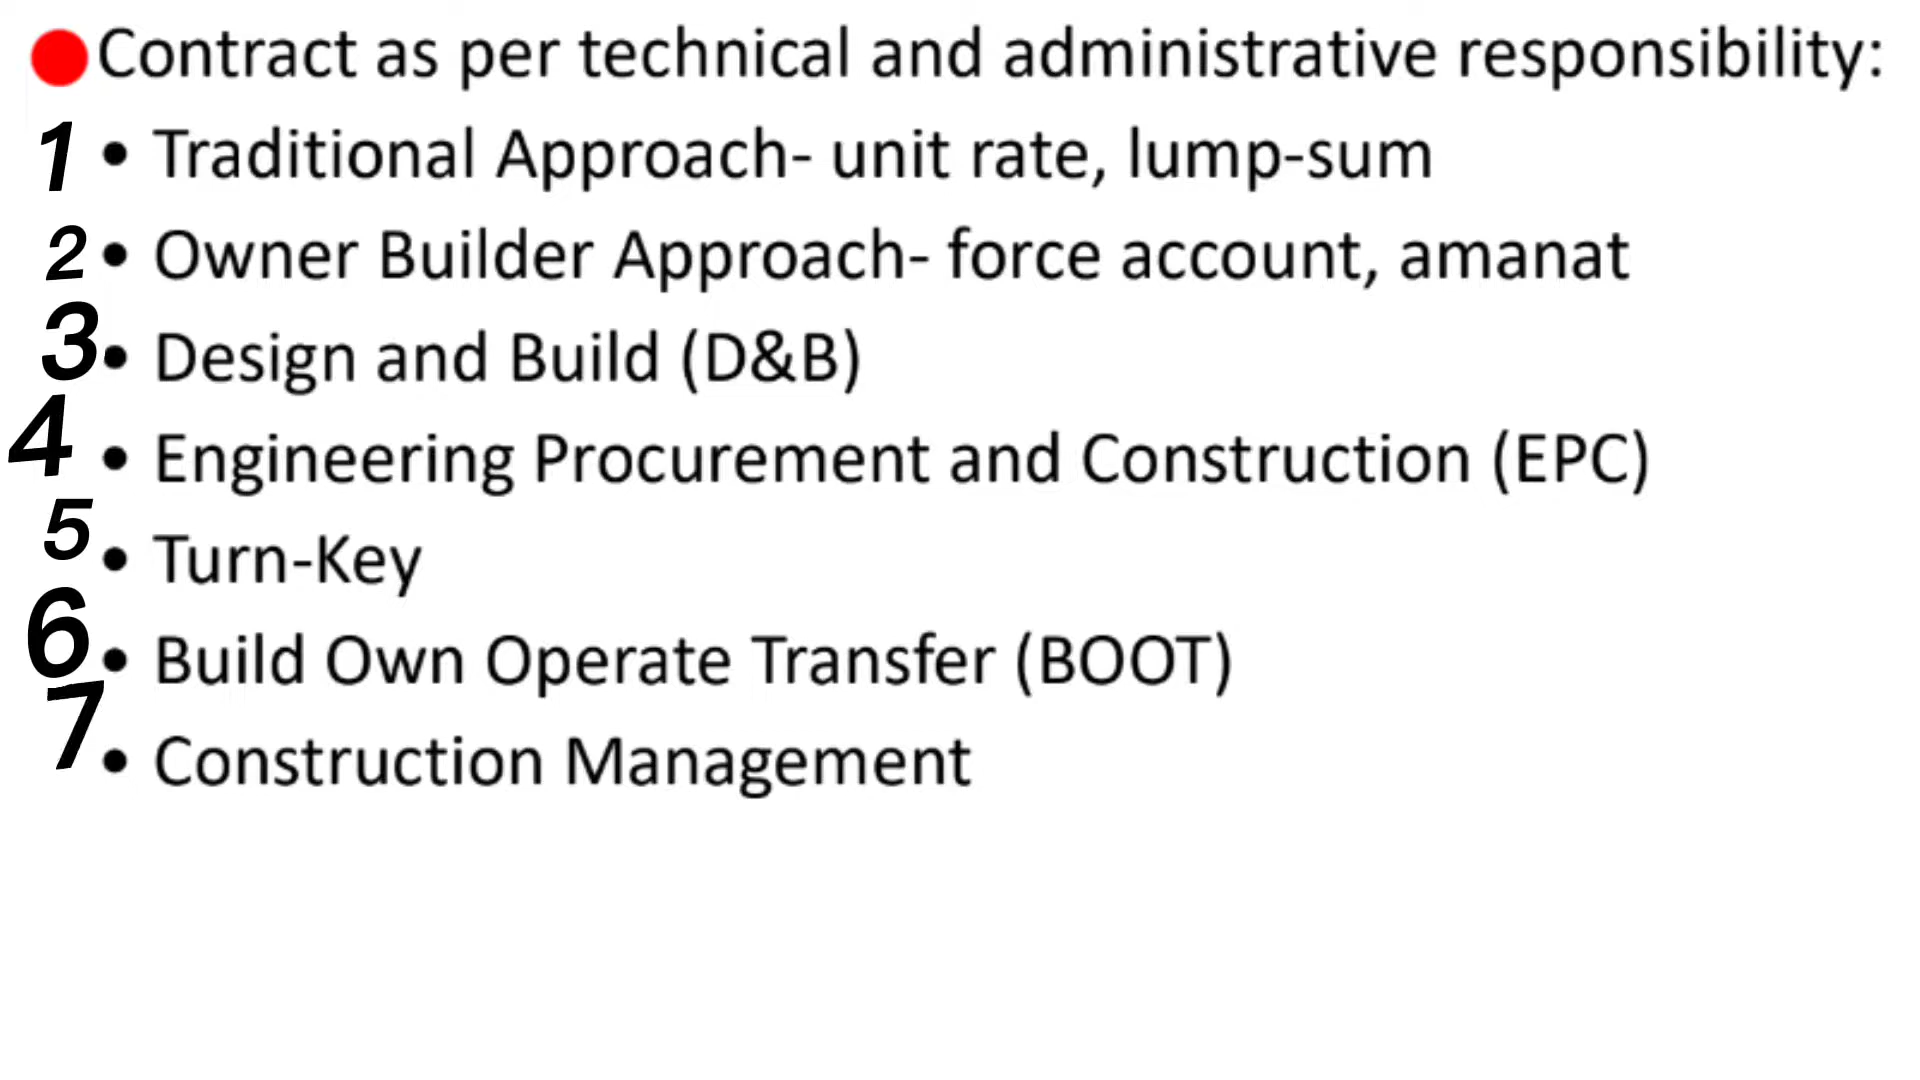 Contract as per technical and administrative responsibility:
1 • Traditional Approach- unit rate, lump-sum
2 • Owner Builder Approach- force account, amanat
3 • Design and Build (D&B)
4 • Engineering Procurement and Construction (EPC)
5 • Turn-Key
6 • Build Own Operate Transfer (BOOT)
7 • Construction Management